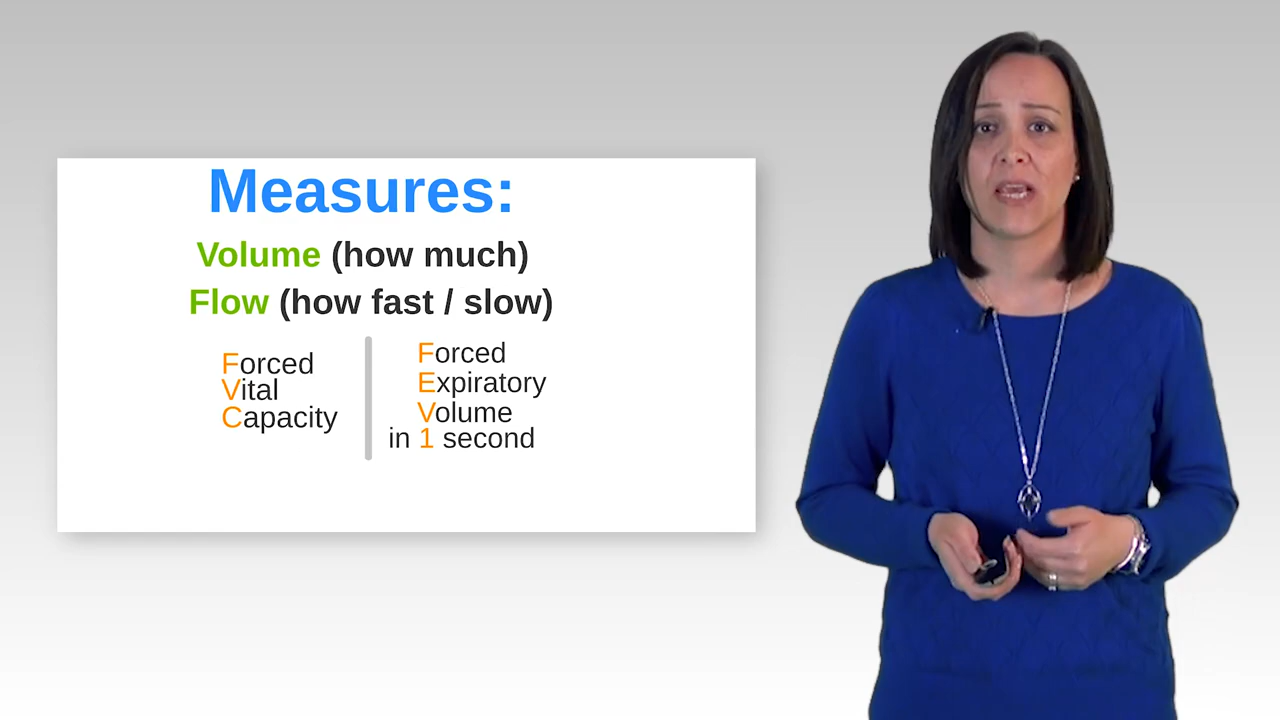 Measures:
Volume (how much)
Flow (how fast / slow)
Forced
Vital
Capacity
Forced
Expiratory
Volume
in 1 second